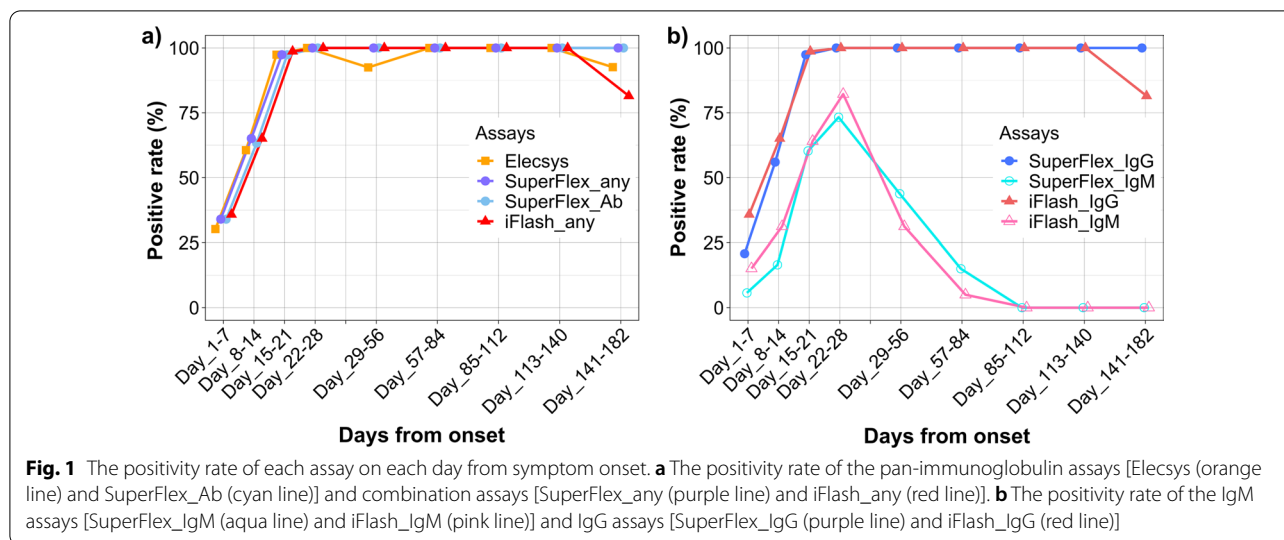 a)
100
75
50
25
0
Positive rate (%)
Assays
Elecsys
SuperFlex_any
SuperFlex_Ab
iFlash_any
Day_1-7
Day_8-14
Day_15-21
Day_22-28
Day_29-56
Day_57-84
Day_85-112
Day_113-140
Day_141-182
Days from onset
b)
100
75
50
25
0
Positive rate (%)
Assays
SuperFlex_IgG
SuperFlex_IgM
iFlash_IgG
iFlash_IgM
Day_1-7
Day_8-14
Day_15-21
Day_22-28
Day_29-56
Day_57-84
Day_85-112
Day_113-140
Day_141-182
Days from onset
Fig. 1 The positivity rate of each assay on each day from symptom onset. a The positivity rate of the pan-immunoglobulin assays [Elecsys (orange
line) and SuperFlex_Ab (cyan line)] and combination assays [SuperFlex_any (purple line) and iFlash_any (red line)]. b The positivity rate of the IgM
assays [SuperFlex_IgM (aqua line) and iFlash_IgM (pink line)] and IgG assays [SuperFlex_IgG (purple line) and iFlash_IgG (red line)]